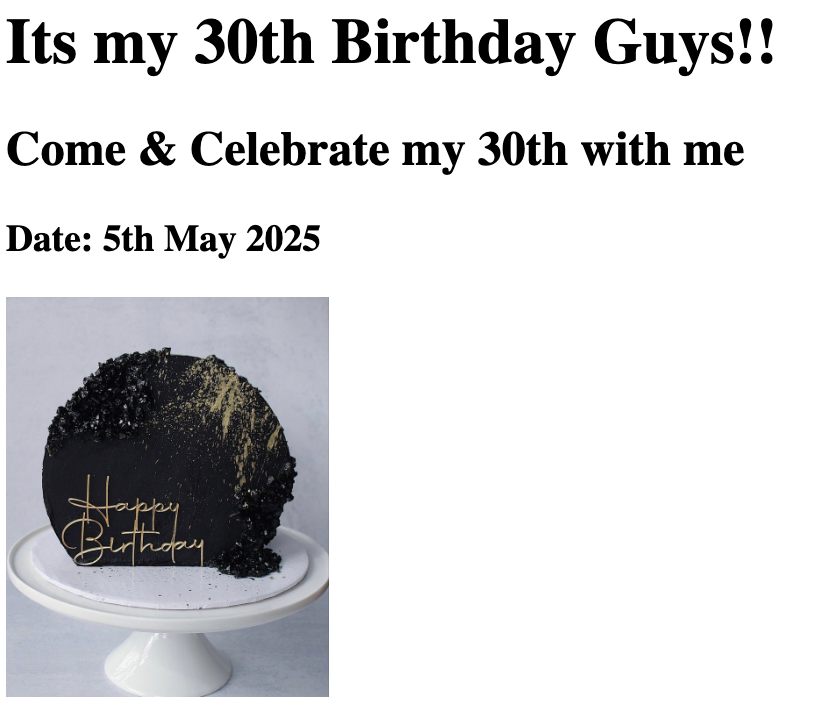 Its my 30th Birthday Guys!!
Come & Celebrate my 30th with me
Date: 5th May 2025
Happy
Birthday